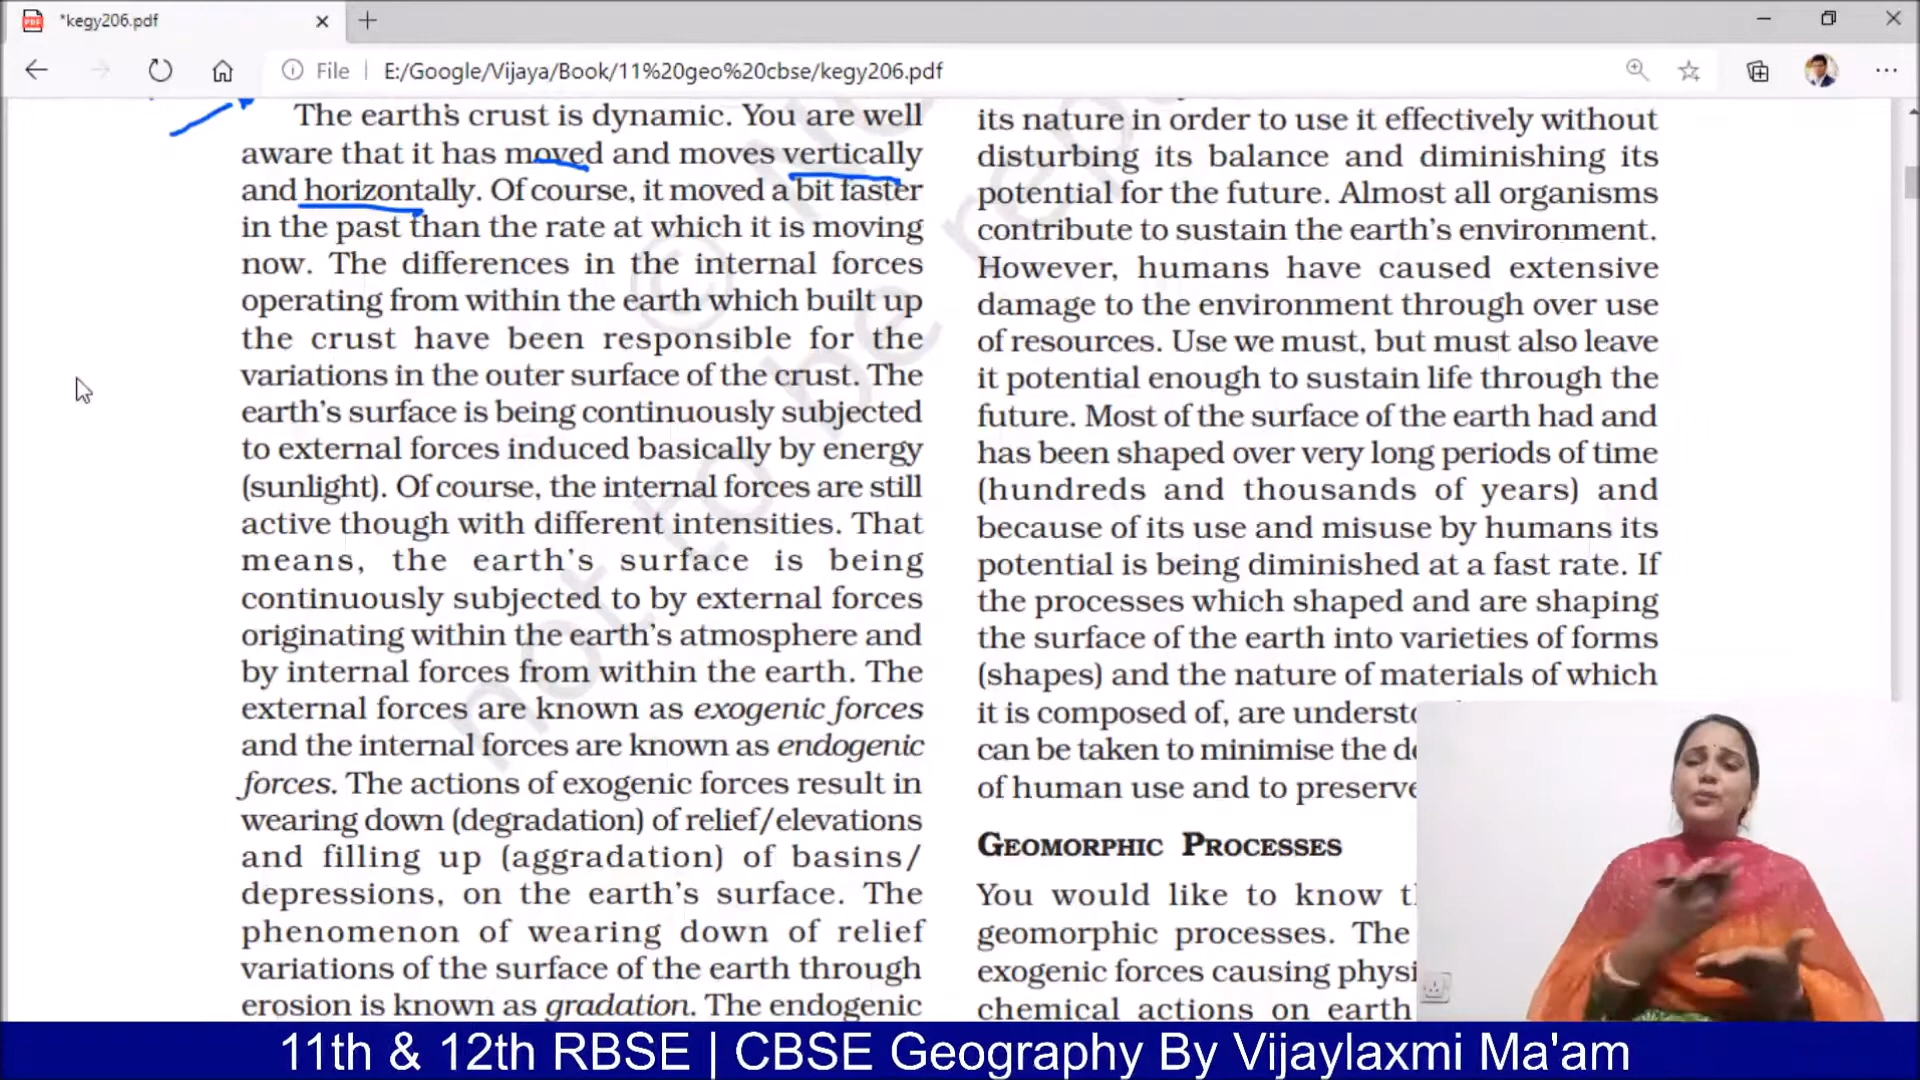 *kegy206.pdf
File
E:/Google/Vijaya/Book/11%20geo%20cbse/kegy206.pdf
The earth's crust is dynamic. You are well
aware that it has moved and moves vertically
and horizontally. Of course, it moved a bit faster
in the past than the rate at which it is moving
now. The differences in the internal forces
operating from within the earth which built up
the crust have been responsible for the
variations in the outer surface of the crust. The
earth's surface is being continuously subjected
to external forces induced basically by energy
(sunlight). Of course, the internal forces are still
active though with different intensities. That
means, the earth's surface is being
continuously subjected to by external forces
originating within the earth's atmosphere and
by internal forces from within the earth. The
external forces are known as exogenic forces
and the internal forces are known as endogenic
forces. The actions of exogenic forces result in
wearing down (degradation) of relief/elevations
and filling up (aggradation) of basins/
depressions, on the earth's surface. The
phenomenon of wearing down of relief
variations of the surface of the earth through
erosion is known as gradation. The endogenic
its nature in order to use it effectively without
disturbing its balance and diminishing its
potential for the future. Almost all organisms
contribute to sustain the earth's environment.
However, humans have caused extensive
damage to the environment through over use
of resources. Use we must, but must also leave
it potential enough to sustain life through the
future. Most of the surface of the earth had and
has been shaped over very long periods of time
(hundreds and thousands of years) and
because of its use and misuse by humans its
potential is being diminished at a fast rate. If
the processes which shaped and are shaping
the surface of the earth into varieties of forms
(shapes) and the nature of materials of which
it is composed of, are understo
can be taken to minimise the de
of human use and to preserve
GEOMORPHIC PROCESSES
You would like to know t
geomorphic processes. The
exogenic forces causing physi
chemical actions on earth
not to be rep
11th & 12th RBSE | CBSE Geography By Vijaylaxmi Ma'am